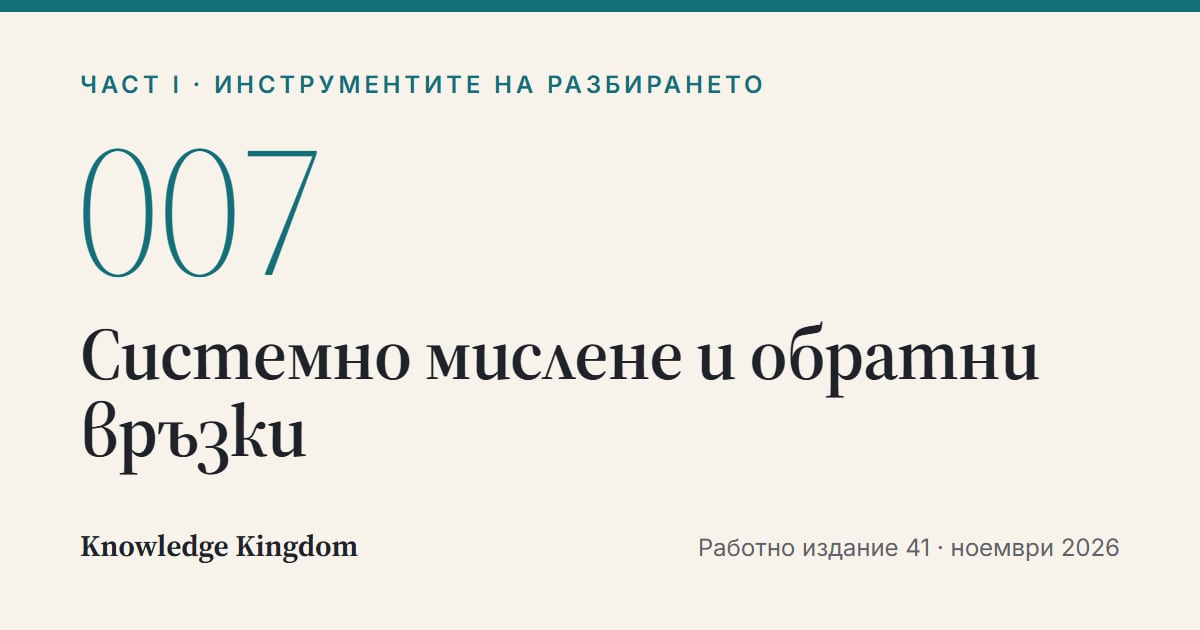 ЧАСТ I · ИНСТРУМЕНТИТЕ НА РАЗБИРАНЕТО
007
Системно мислене и обратни
връзки
Knowledge Kingdom
Работно издание 41 · ноември 2026